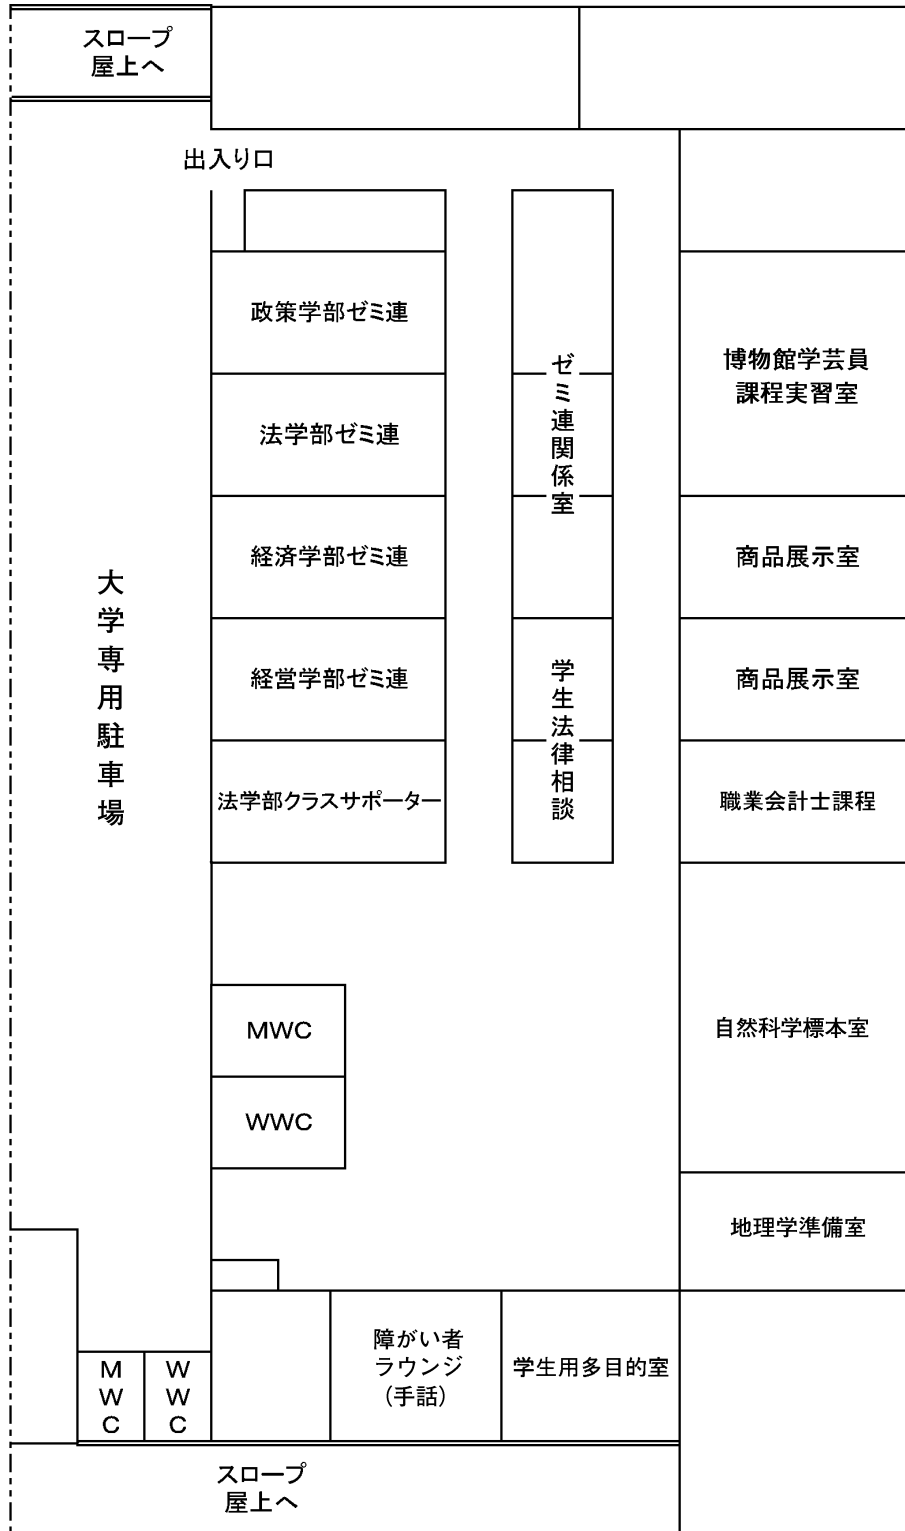 スロープ
屋上へ
出入り口
政策学部ゼミ連
法学部ゼミ連
経済学部ゼミ連
経営学部ゼミ連
法学部クラスサポーター
ゼミ連関係室
学生法律相談
博物館学芸員
課程実習室
商品展示室
商品展示室
職業会計士課程
自然科学標本室
地理学準備室
大学専用駐車場
MWC
WWC
MWC
WWC
障がい者
ラウンジ
(手話)
学生用多目的室
スロープ
屋上へ